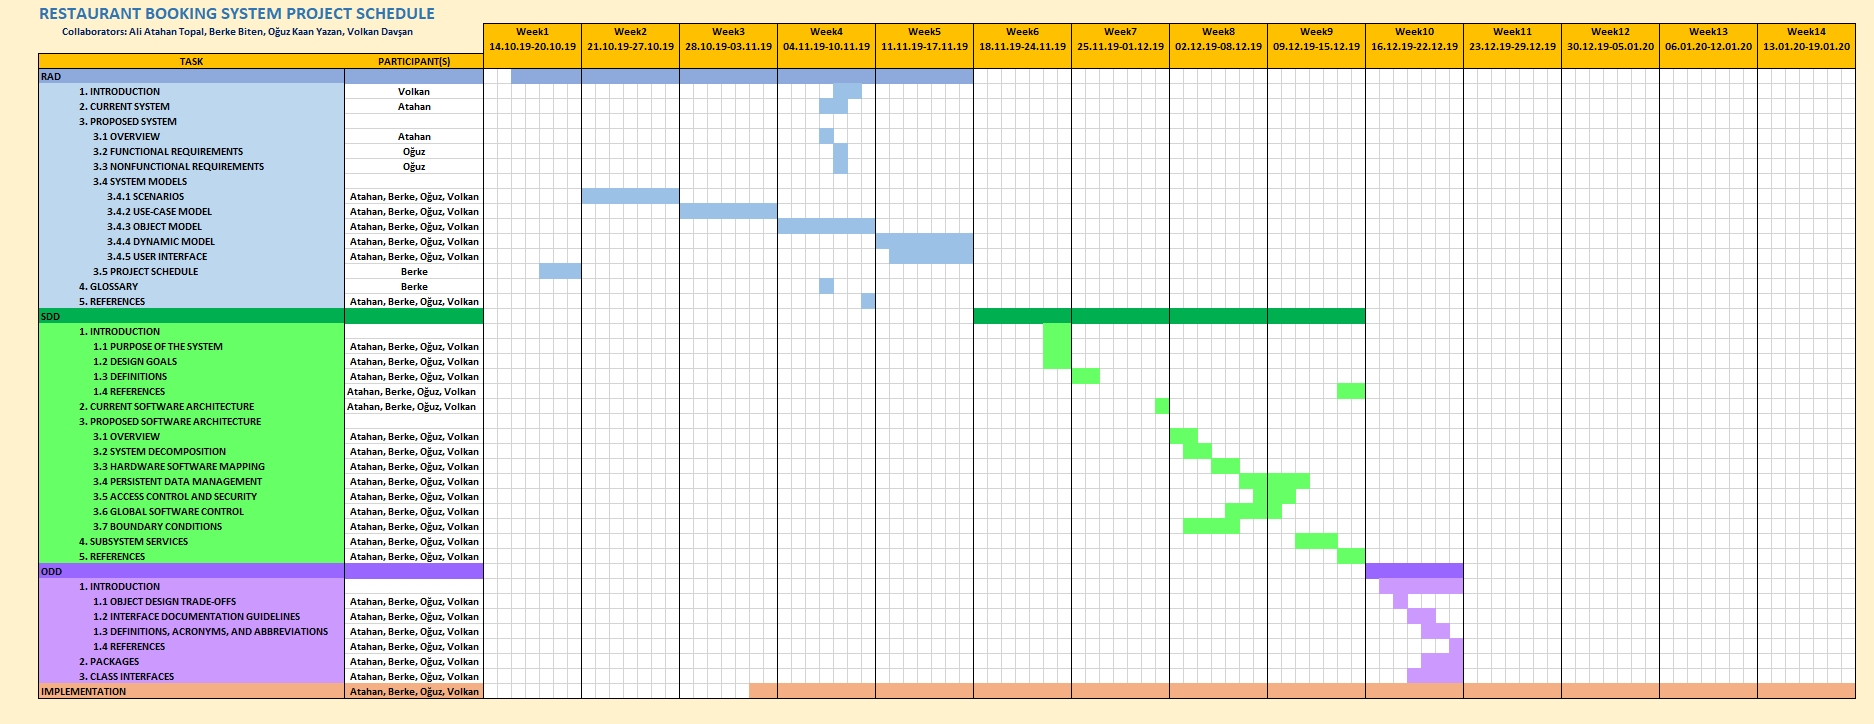 RESTAURANT BOOKING SYSTEM PROJECT SCHEDULE
Collaborators: Ali Atahan Topal, Berke Biten, Oğuz Kaan Yazan, Volkan Davşan
Week1 Week2 Week3 Week4 Week5 Week6 Week7 Week8 Week9 Week10 Week11 Week12 Week13 Week14
14.10.19-20.10.19 21.10.19-27.10.19 28.10.19-03.11.19 04.11.19-10.11.19 11.11.19-17.11.19 18.11.19-24.11.19 25.11.19-01.12.19 02.12.19-08.12.19 09.12.19-15.12.19 16.12.19-22.12.19 23.12.19-29.12.19 30.12.19-05.01.20 06.01.20-12.01.20 13.01.20-19.01.20
TASK PARTICIPANT(S)
RAD
1. INTRODUCTION Volkan
2. CURRENT SYSTEM Atahan
3. PROPOSED SYSTEM
3.1 OVERVIEW Atahan
3.2 FUNCTIONAL REQUIREMENTS Oğuz
3.3 NONFUNCTIONAL REQUIREMENTS Oğuz
3.4 SYSTEM MODELS
3.4.1 SCENARIOS Atahan, Berke, Oğuz, Volkan
3.4.2 USE-CASE MODEL Atahan, Berke, Oğuz, Volkan
3.4.3 OBJECT MODEL Atahan, Berke, Oğuz, Volkan
3.4.4 DYNAMIC MODEL Atahan, Berke, Oğuz, Volkan
3.4.5 USER INTERFACE Atahan, Berke, Oğuz, Volkan
3.5 PROJECT SCHEDULE Berke
4. GLOSSARY Berke
5. REFERENCES Atahan, Berke, Oğuz, Volkan
SDD
1. INTRODUCTION
1.1 PURPOSE OF THE SYSTEM Atahan, Berke, Oğuz, Volkan
1.2 DESIGN GOALS Atahan, Berke, Oğuz, Volkan
1.3 DEFINITIONS Atahan, Berke, Oğuz, Volkan
1.4 REFERENCES Atahan, Berke, Oğuz, Volkan
2. CURRENT SOFTWARE ARCHITECTURE Atahan, Berke, Oğuz, Volkan
3. PROPOSED SOFTWARE ARCHITECTURE
3.1 OVERVIEW Atahan, Berke, Oğuz, Volkan
3.2 SYSTEM DECOMPOSITION Atahan, Berke, Oğuz, Volkan
3.3 HARDWARE SOFTWARE MAPPING Atahan, Berke, Oğuz, Volkan
3.4 PERSISTENT DATA MANAGEMENT Atahan, Berke, Oğuz, Volkan
3.5 ACCESS CONTROL AND SECURITY Atahan, Berke, Oğuz, Volkan
3.6 GLOBAL SOFTWARE CONTROL Atahan, Berke, Oğuz, Volkan
3.7 BOUNDARY CONDITIONS Atahan, Berke, Oğuz, Volkan
4. SUBSYSTEM SERVICES Atahan, Berke, Oğuz, Volkan
5. REFERENCES Atahan, Berke, Oğuz, Volkan
ODD
1. INTRODUCTION
1.1 OBJECT DESIGN TRADE-OFFS Atahan, Berke, Oğuz, Volkan
1.2 INTERFACE DOCUMENTATION GUIDELINES Atahan, Berke, Oğuz, Volkan
1.3 DEFINITIONS, ACRONYMS, AND ABBREVIATIONS Atahan, Berke, Oğuz, Volkan
1.4 REFERENCES Atahan, Berke, Oğuz, Volkan
2. PACKAGES Atahan, Berke, Oğuz, Volkan
3. CLASS INTERFACES Atahan, Berke, Oğuz, Volkan
IMPLEMENTATION Atahan, Berke, Oğuz, Volkan